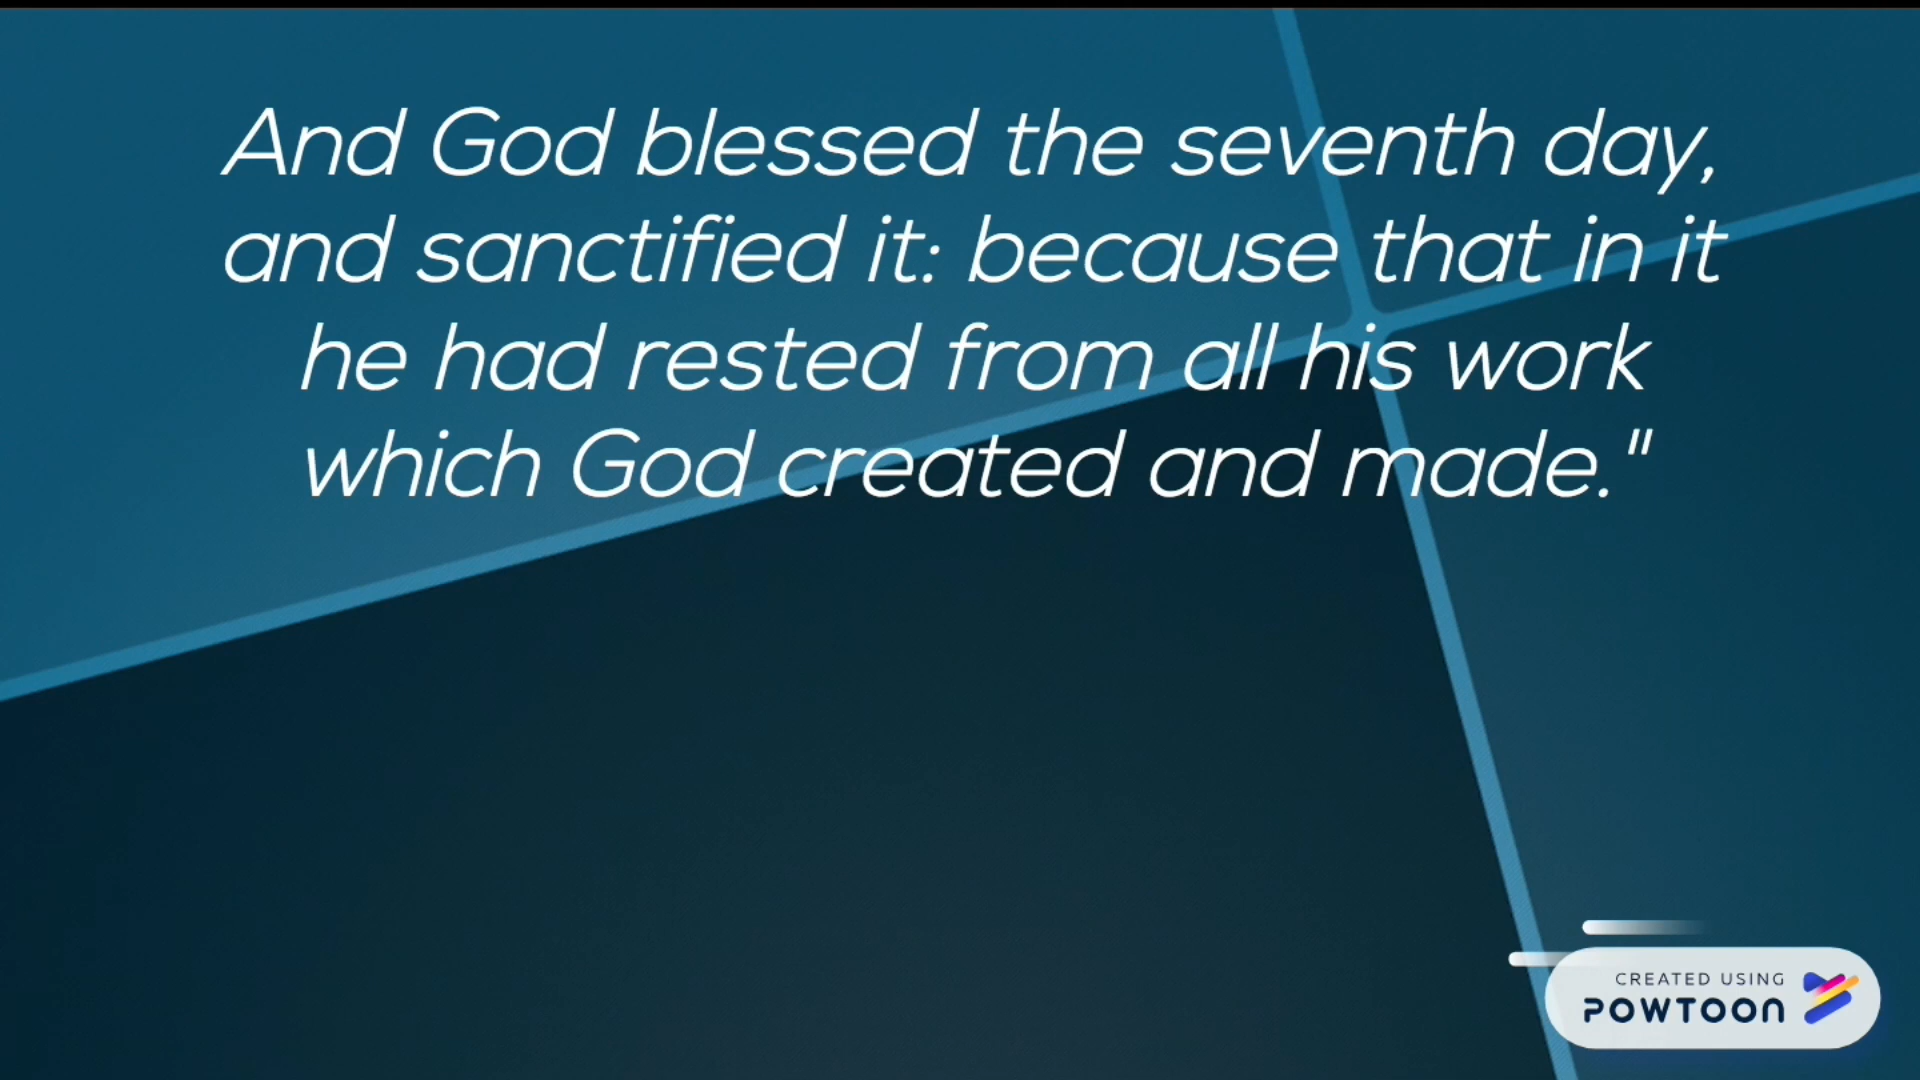 And God blessed the seventh day,
and sanctified it: because that in it
he had rested from all his work
which God created and made."
CREATED USING
POWTOON